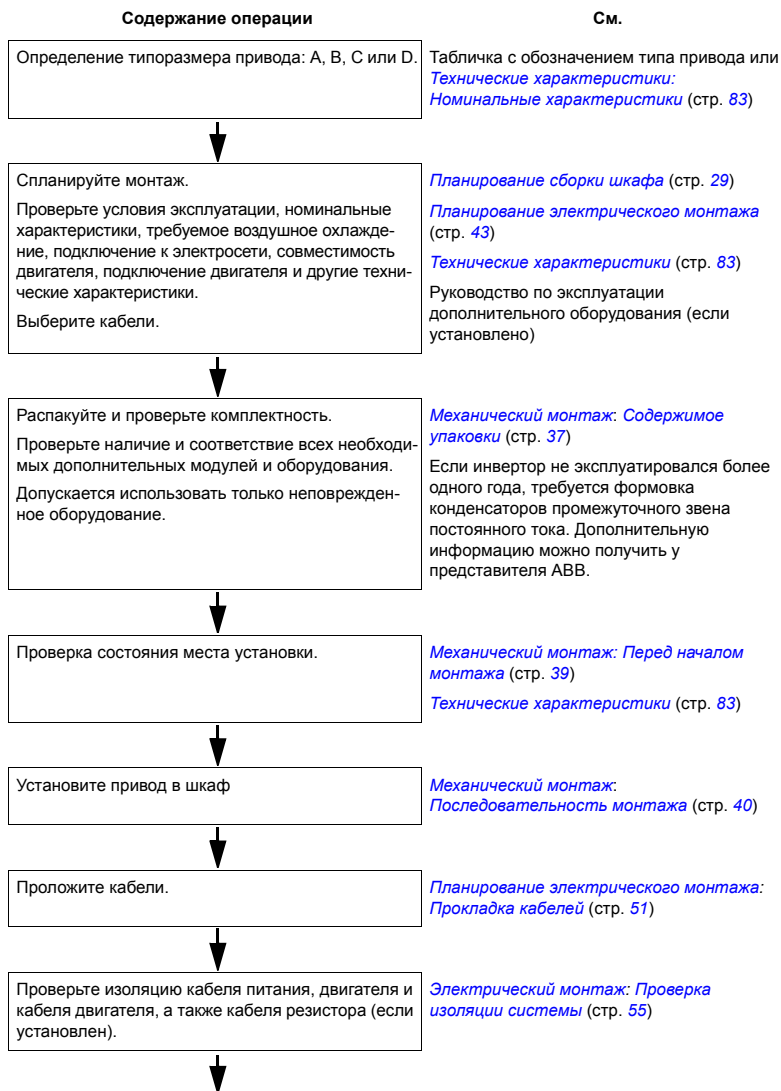 Содержание операции
См.
Определение типоразмера привода: A, B, C или D.
Табличка с обозначением типа привода или
Технические характеристики:
Номинальные характеристики (стр. 83)
Спланируйте монтаж.
Проверьте условия эксплуатации, номинальные
характеристики, требуемое воздушное охлажде-
ние, подключение к электросети, совместимость
двигателя, подключение двигателя и другие техни-
ческие характеристики.
Выберите кабели.
Планирование сборки шкафа (стр. 29)
Планирование электрического монтажа
(стр. 43)
Технические характеристики (стр. 83)
Руководство по эксплуатации
дополнительного оборудования (если
установлено)
Распакуйте и проверьте комплектность.
Проверьте наличие и соответствие всех необходи-
мых дополнительных модулей и оборудования.
Допускается использовать только неповрежден-
ное оборудование.
Механический монтаж: Содержимое
упаковки (стр. 37)
Если инвертор не эксплуатировался более
одного года, требуется формовка
конденсаторов промежуточного звена
постоянного тока. Дополнительную
информацию можно получить у
представителя ABB.
Проверка состояния места установки.
Механический монтаж: Перед началом
монтажа (стр. 39)
Технические характеристики (стр. 83)
Установите привод в шкаф
Механический монтаж:
Последовательность монтажа (стр. 40)
Проложите кабели.
Планирование электрического монтажа:
Прокладка кабелей (стр. 51)
Проверьте изоляцию кабеля питания, двигателя и
кабеля двигателя, а также кабеля резистора (если
установлен).
Электрический монтаж: Проверка
изоляции системы (стр. 55)